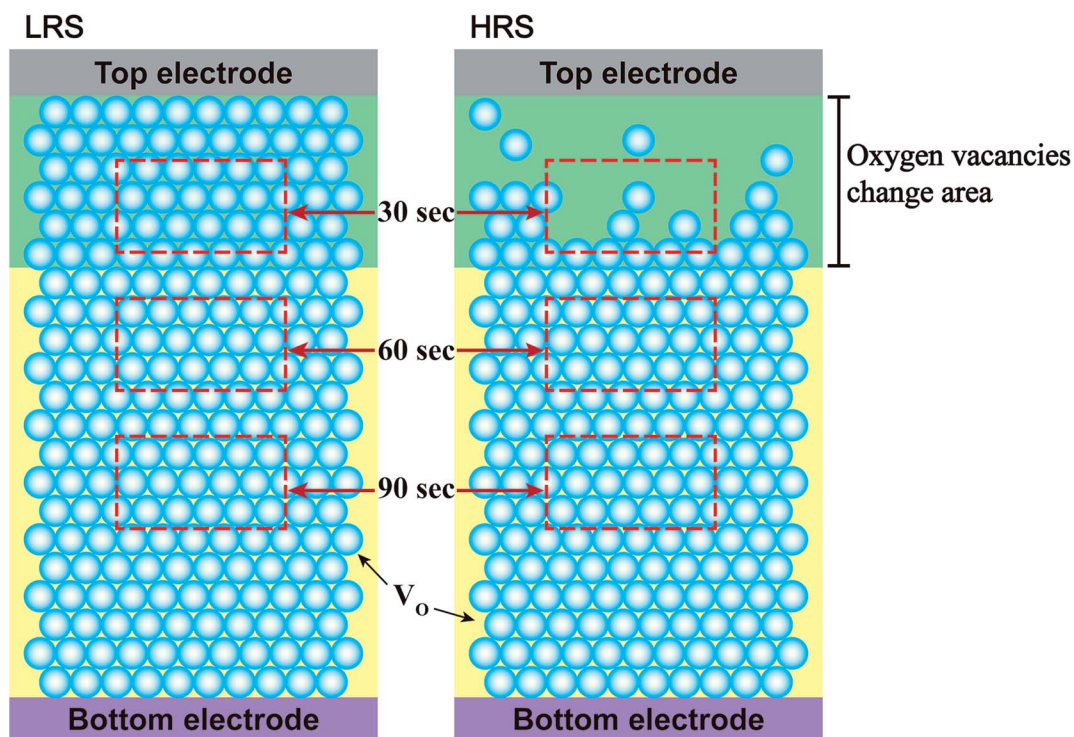 LRS
HRS
Top electrode
Top electrode
Oxygen vacancies
change area
30 sec
60 sec
90 sec
Vo
Bottom electrode
Bottom electrode